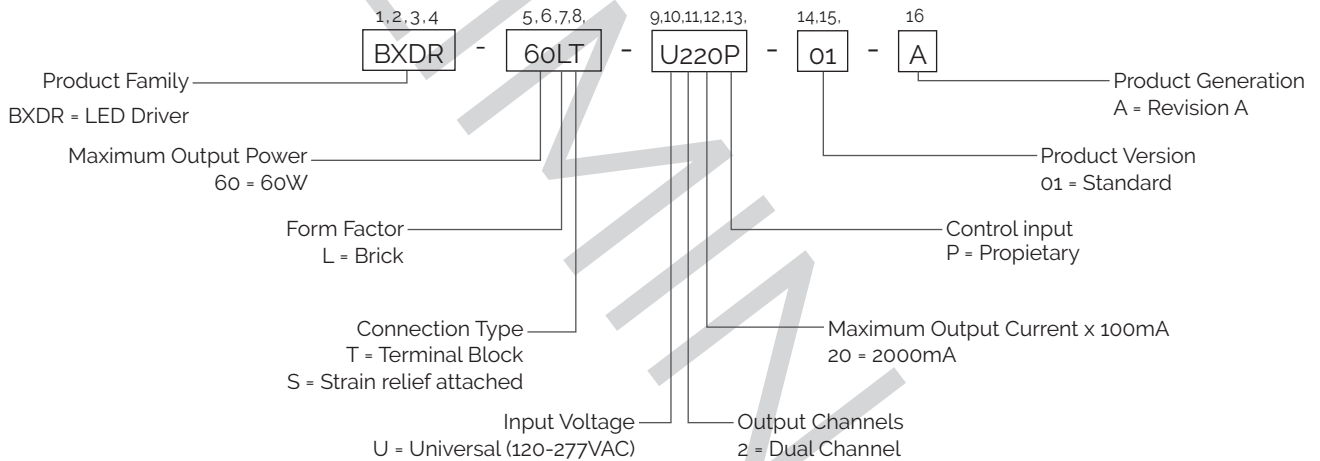 1,2,3,4 5,6,7,8, 9,10,11,12,13, 14,15, 16
BXDR - 60LT - U220P - 01 - A
Product Family
BXDR = LED Driver
Product Generation
A = Revision A
Maximum Output Power
60 = 60W
Product Version
01 = Standard
Form Factor
L = Brick
Control input
P = Propietary
Connection Type
T = Terminal Block
S = Strain relief attached
Maximum Output Current x 100mA
20 = 2000mA
Input Voltage
U = Universal (120-277VAC)
Output Channels
2 = Dual Channel